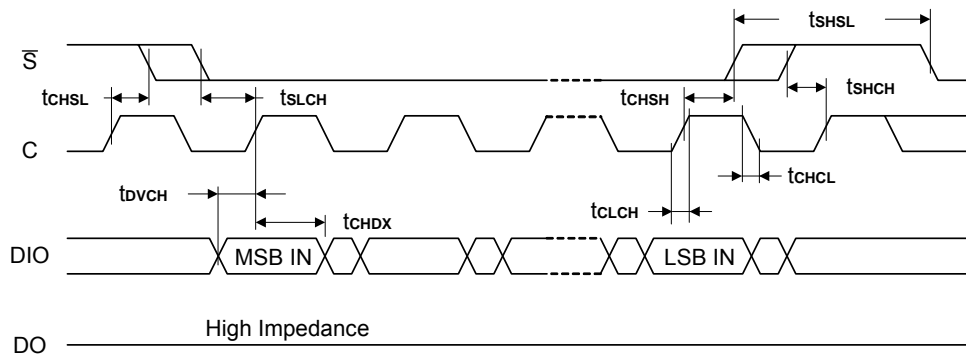 tSHSL
S̅
tCHSL
tSLCH
tCHSH
tSHCH
C
tDVCH
tCHDX
tCLCH
tCHCL
DIO
MSB IN
LSB IN
High Impedance
DO